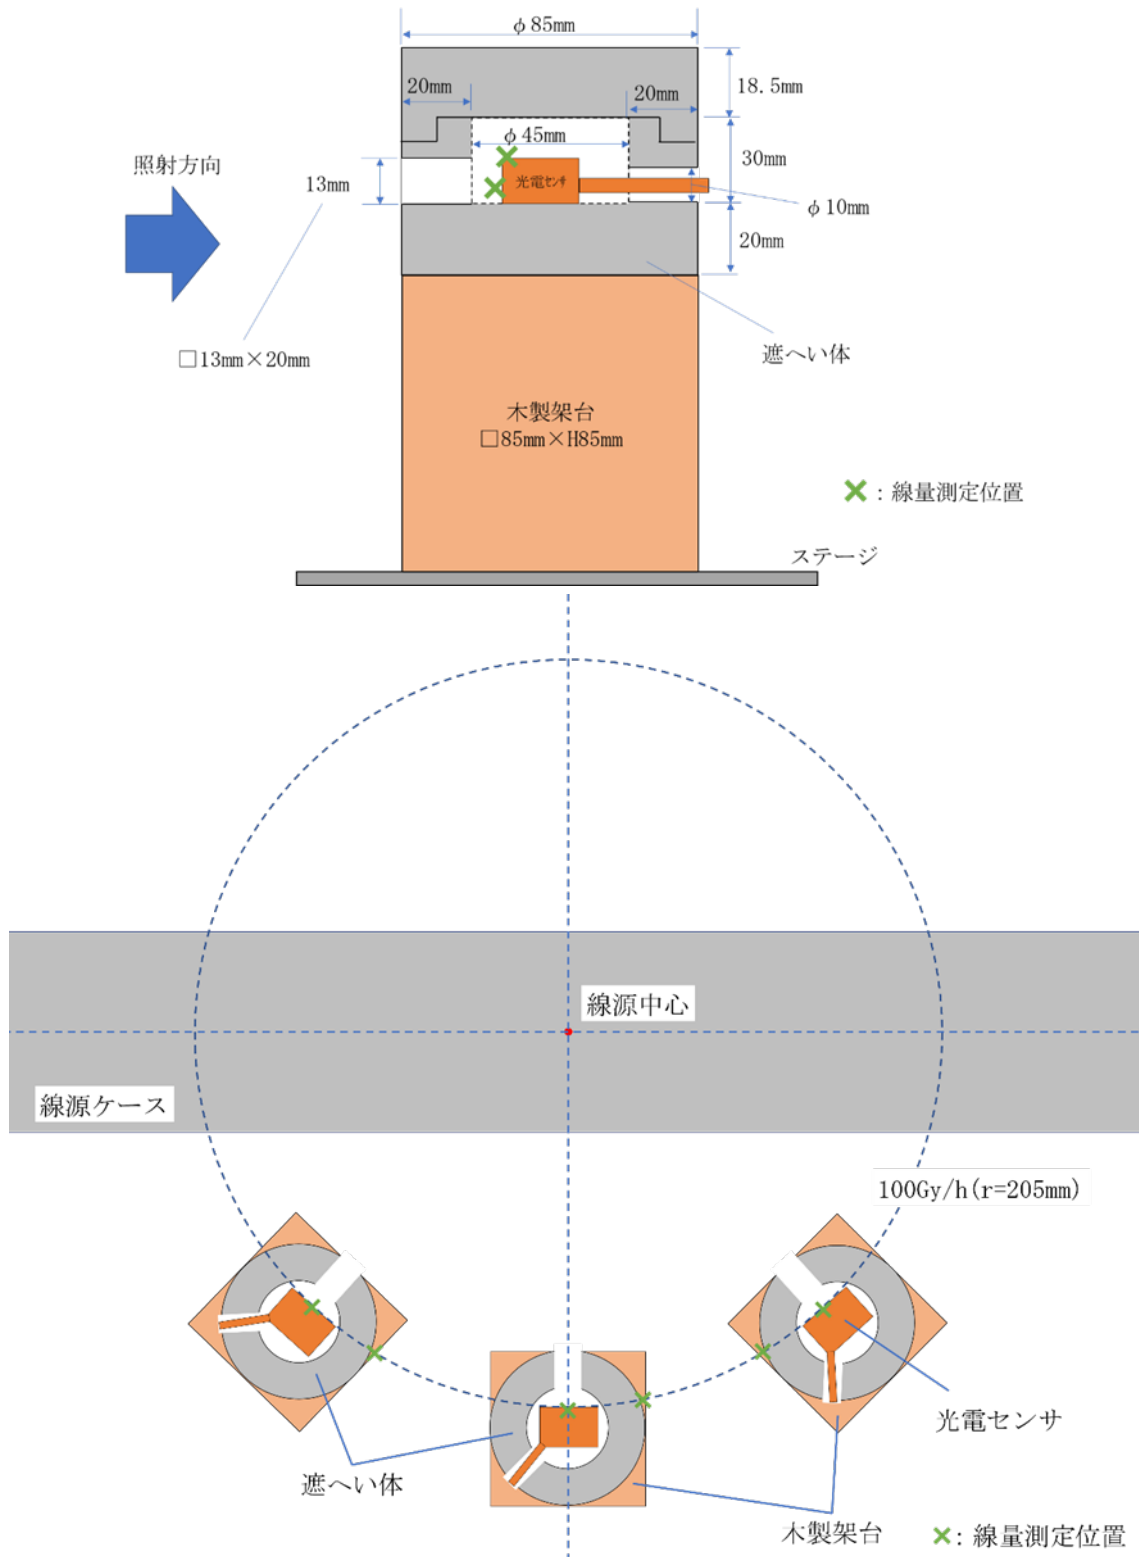 φ85mm
20mm
20mm
18.5mm
φ45mm
照射方向
30mm
13mm
光電センサ
φ10mm
20mm
□13mm×20mm
遮へい体
木製架台
□85mm×H85mm
×：線量測定位置
ステージ
線源中心
線源ケース
100Gy/h(r=205mm)
光電センサ
遮へい体
木製架台
×：線量測定位置